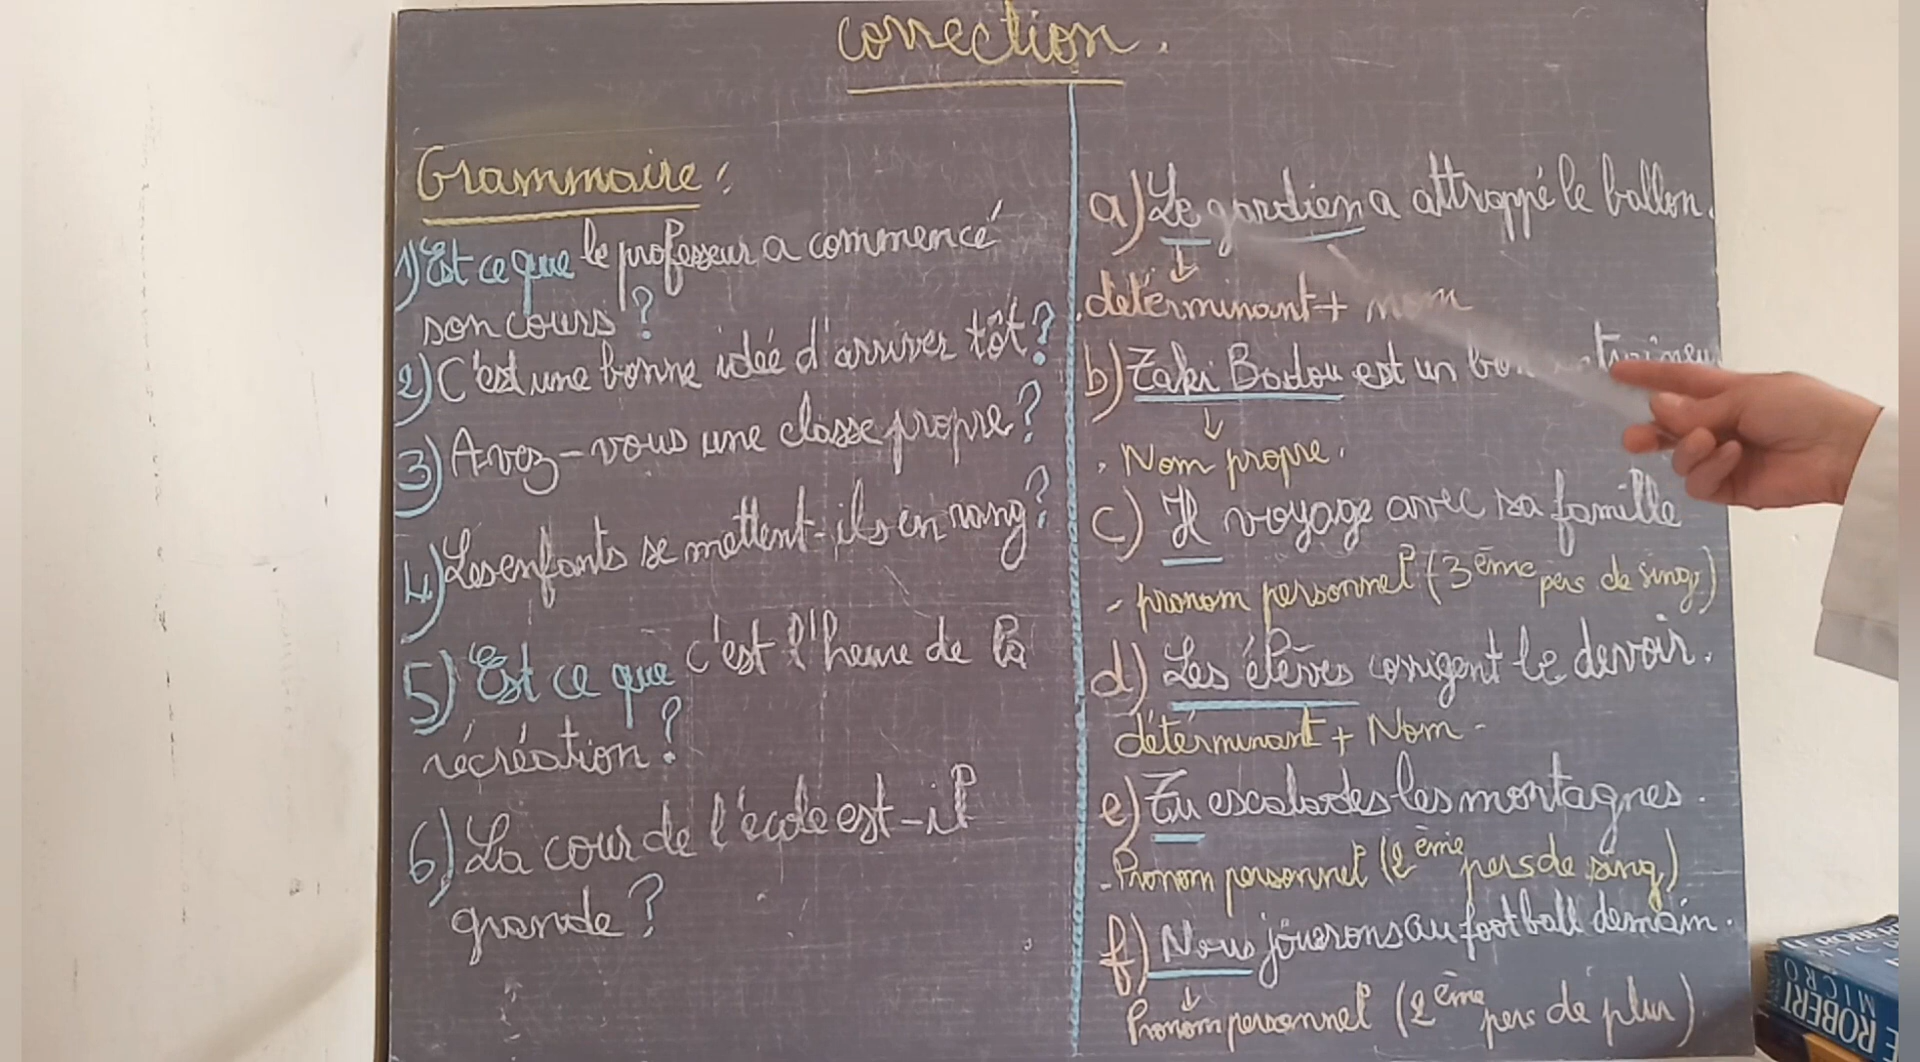 correction.
Grammaire:
1) Est ce que le professeur a commencé
son cours ?
2) C'est une bonne idée d'arriver tôt ?
3) Avez-vous une classe propre ?
4) Les enfants se mettent-ils en rang ?
5) Est ce que c'est l'heure de la
récréation ?
6) La cour de l'école est-il
grande ?
a) Le gardien a attrappé le ballon.
déterminant + nom
b) Zaki Badou est un
. Nom propre.
c) Il voyage avec sa famille
- pronom personnel (3ème pers de sing)
d) Les élèves corrigent le devoir.
déterminant + Nom -
e) Tu escalades les montagnes.
- Pronom personnel (2ème pers de sing)
f) Nous jouerons au football demain.
Pronom personnel (2ème pers de plur)
ROBERT
MICRO